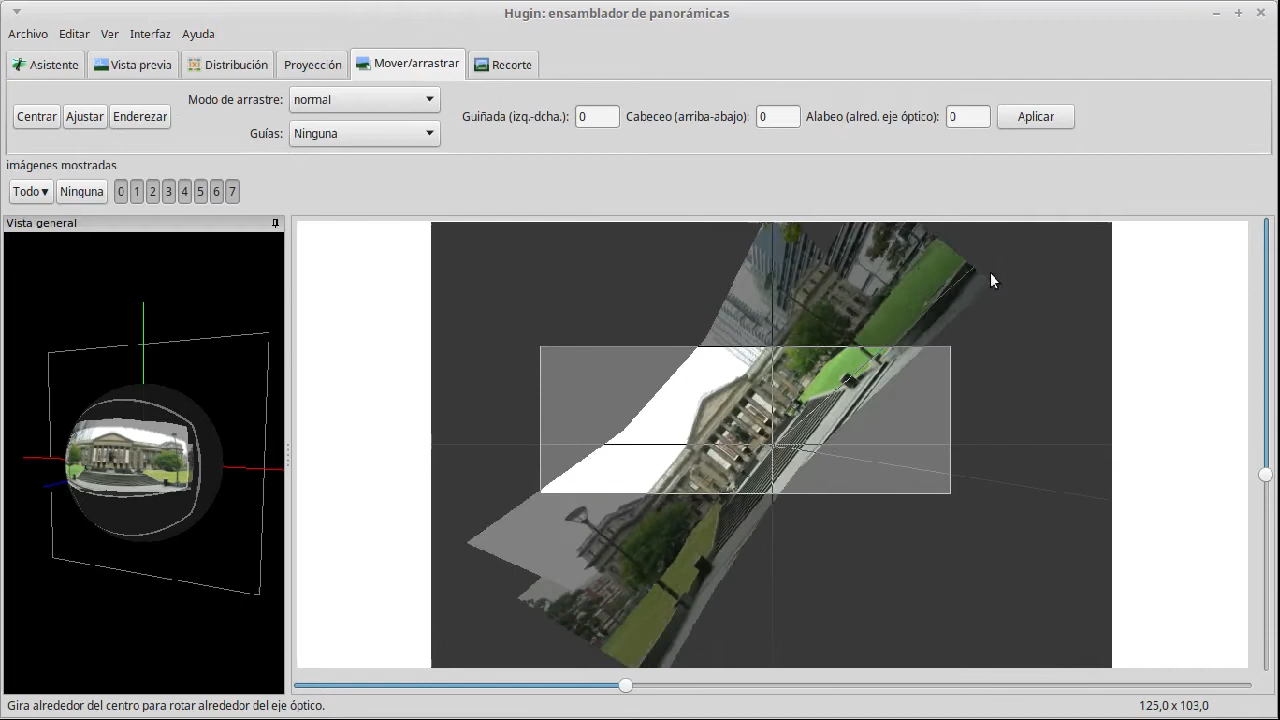 Hugin: ensamblador de panorámicas
Archivo Editar Ver Interfaz Ayuda
Asistente Vista previa Distribución Proyección Mover/arrastrar Recorte
Centrar Ajustar Enderezar
Modo de arrastre: normal
Guías: Ninguna
Guiñada (izq.-dcha.): 0 Cabeceo (arriba-abajo): 0 Alabeo (alred. eje óptico): 0 Aplicar
imágenes mostradas
Todo▾ Ninguna 0 1 2 3 4 5 6 7
Vista general
Gira alrededor del centro para rotar alrededor del eje óptico. 125,0 x 103,0